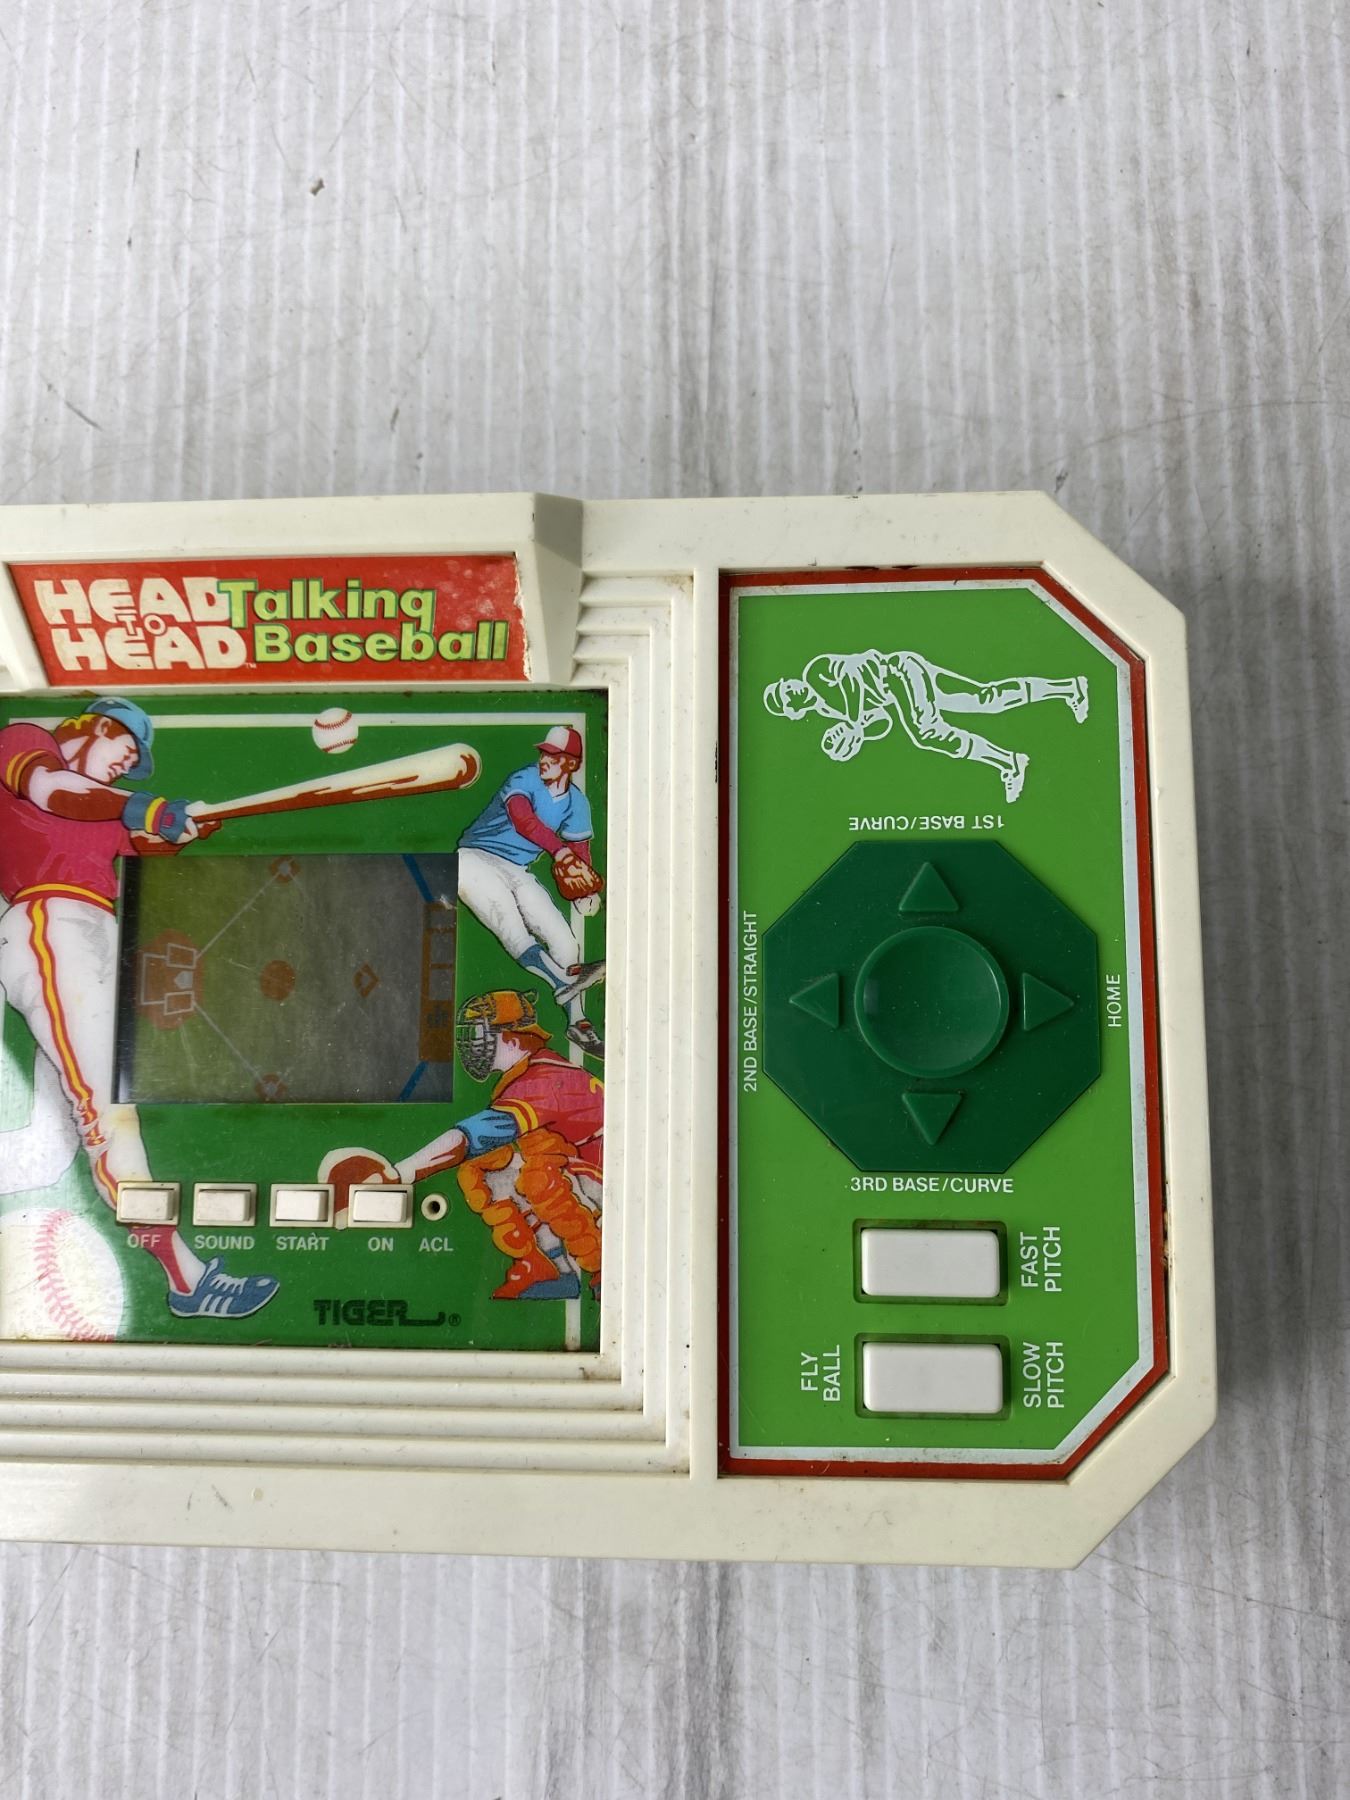 HEAD
TO
HEAD™
Talking
Baseball
1ST BASE/CURVE
2ND BASE/STRAIGHT
HOME
3RD BASE/CURVE
OFF SOUND START ON ACL
TIGER®
FAST
PITCH
FLY
BALL
SLOW
PITCH